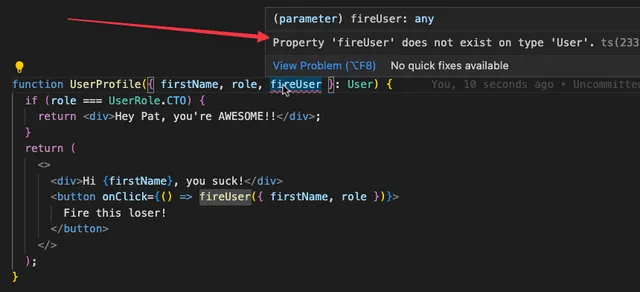 (parameter) fireUser: any
Property 'fireUser' does not exist on type 'User'. ts(233
View Problem (⌥F8) No quick fixes available
function UserProfile({ firstName, role, fireUser }: User) { You, 10 seconds ago • Uncommitted
if (role === UserRole.CTO) {
return <div>Hey Pat, you're AWESOME!!</div>;
}
return (
<>
<div>Hi {firstName}, you suck!</div>
<button onClick={() => fireUser({ firstName, role })}>
Fire this loser!
</button>
</>
);
}